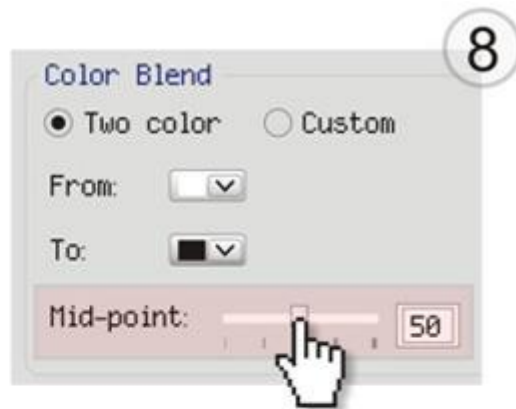 8
Color Blend
Two color Custom
From:
To:
Mid-point: 50